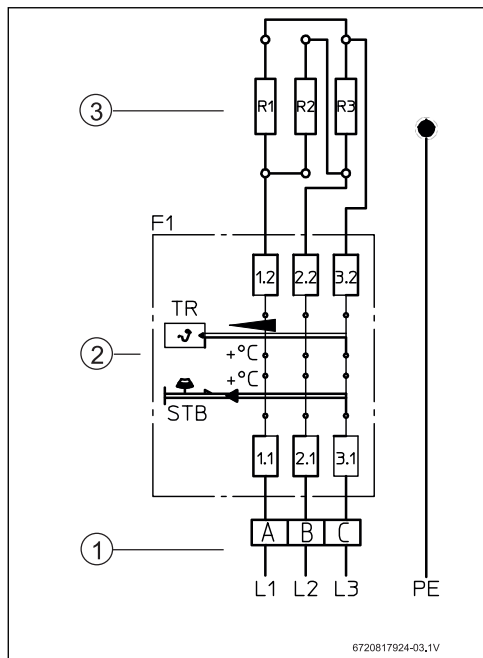 R1 R2 R3
3
F1
1.2 2.2 3.2
TR
+°C
2
+°C
STB
1.1 2.1 3.1
A B C
1
L1 L2 L3 PE
6720817924-03.1V